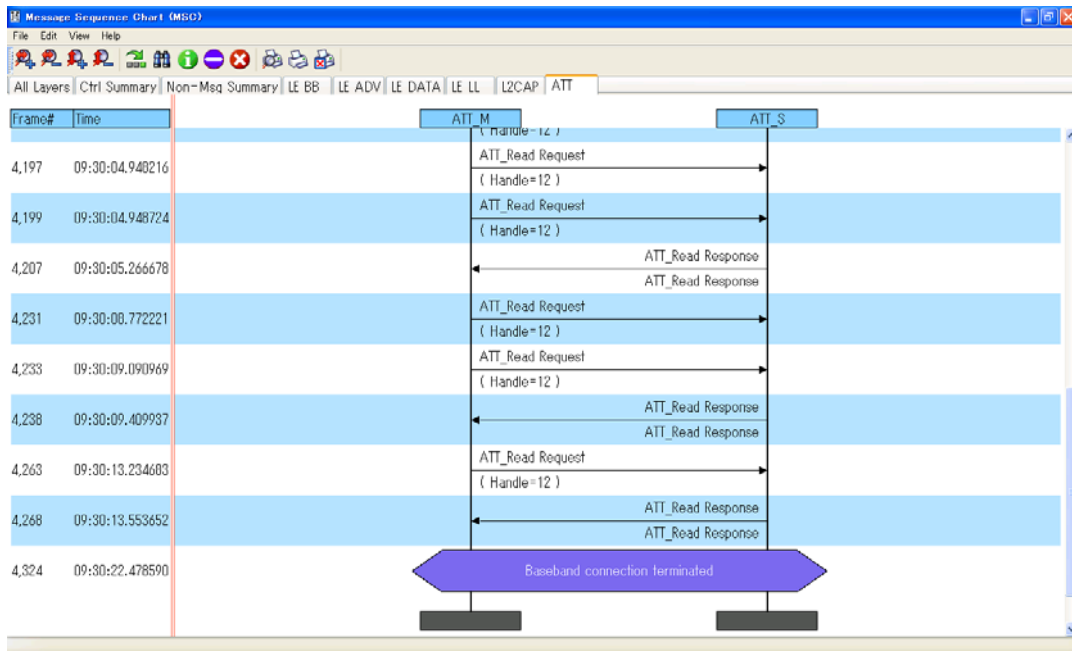 Message Sequence Chart (MSC)
File Edit View Help
All Layers Ctrl Summary Non-Msg Summary LE BB LE ADV LE DATA LE LL L2CAP ATT
Frame# Time ATT_M ATT_S
( Handle=12 )
ATT_Read Request
4,197 09:30:04.948216
( Handle=12 )
ATT_Read Request
4,199 09:30:04.948724
( Handle=12 )
ATT_Read Response
4,207 09:30:05.266678
ATT_Read Response
ATT_Read Request
4,231 09:30:08.772221
( Handle=12 )
ATT_Read Request
4,233 09:30:09.090969
( Handle=12 )
ATT_Read Response
4,238 09:30:09.409937
ATT_Read Response
ATT_Read Request
4,263 09:30:13.234683
( Handle=12 )
ATT_Read Response
4,268 09:30:13.553652
ATT_Read Response
4,324 09:30:22.478590 Baseband connection terminated